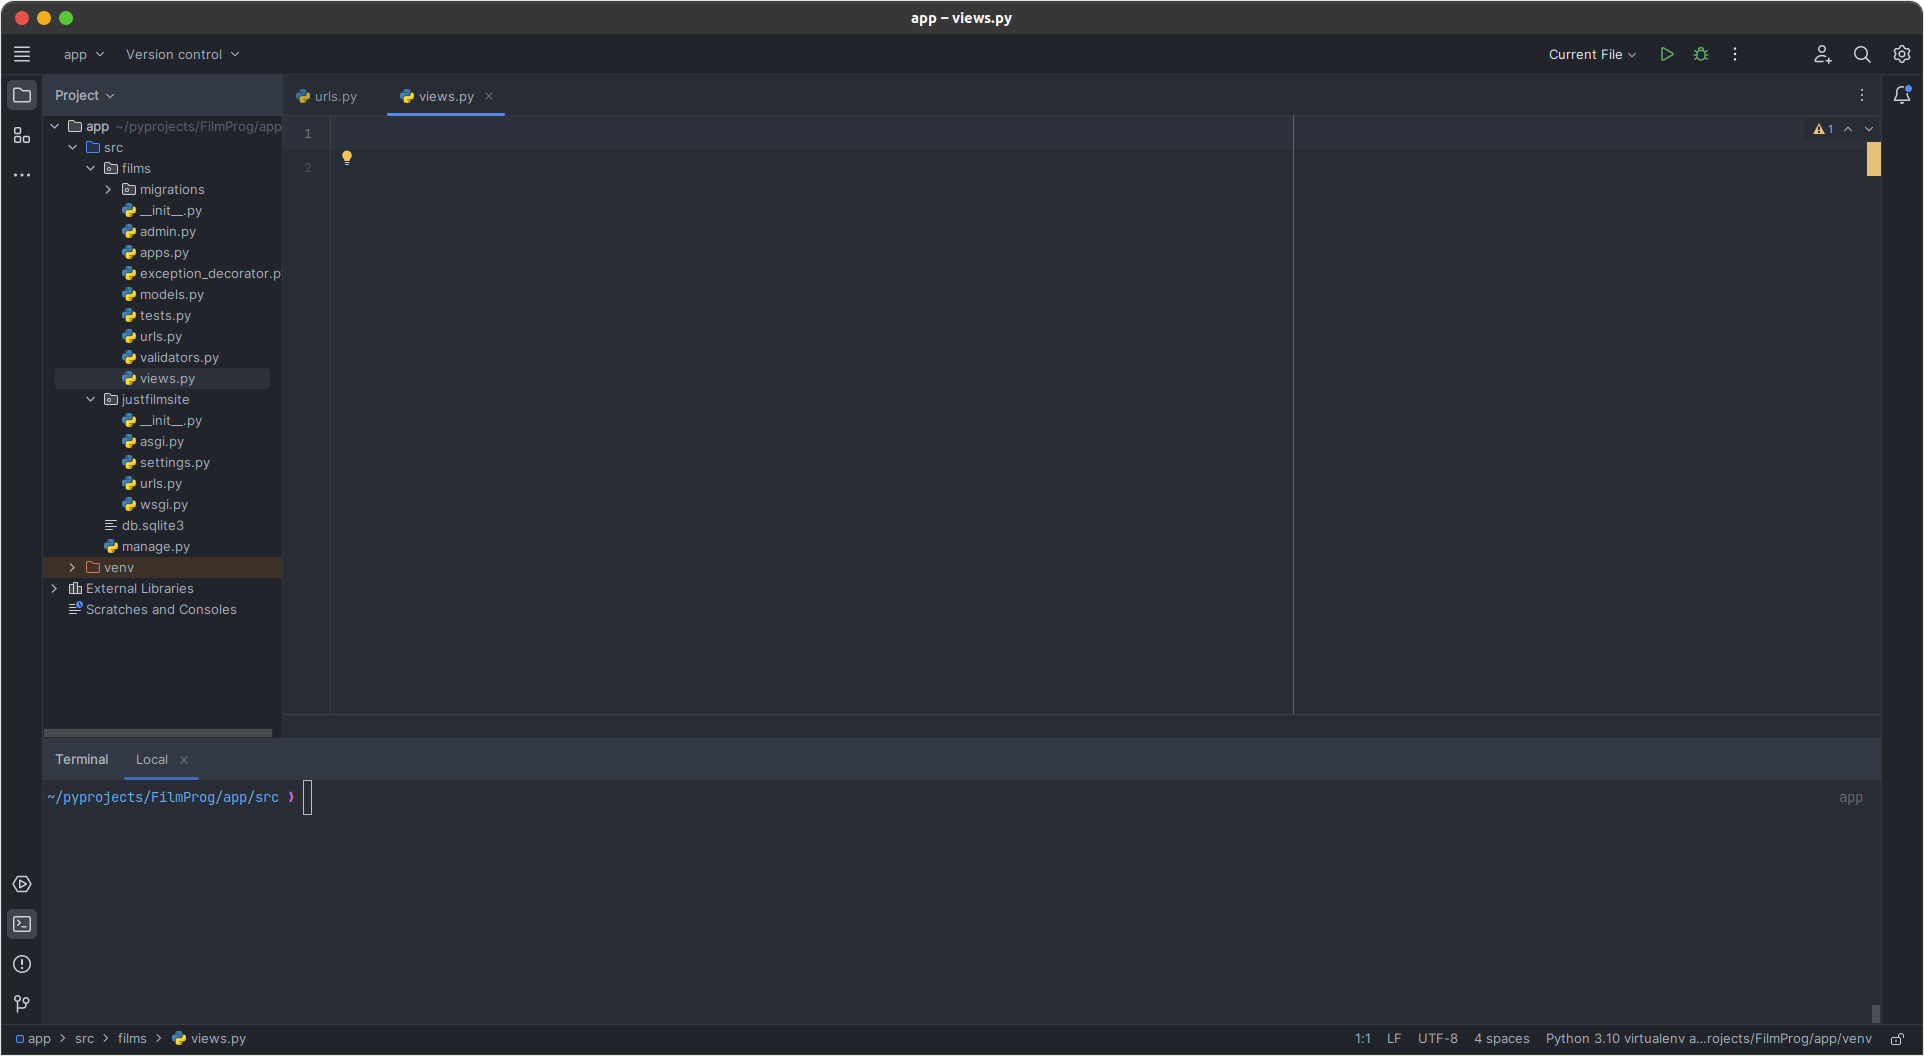 app – views.py
app
Version control
Current File
Project
urls.py
views.py
app ~/pyprojects/FilmProg/app
src
films
migrations
__init__.py
admin.py
apps.py
exception_decorator.p
models.py
tests.py
urls.py
validators.py
views.py
justfilmsite
__init__.py
asgi.py
settings.py
urls.py
wsgi.py
db.sqlite3
manage.py
venv
External Libraries
Scratches and Consoles
1
2
1
Terminal
Local
~/pyprojects/FilmProg/app/src ❯
app
app > src > films > views.py
1:1
LF
UTF-8
4 spaces
Python 3.10 virtualenv a...rojects/FilmProg/app/venv